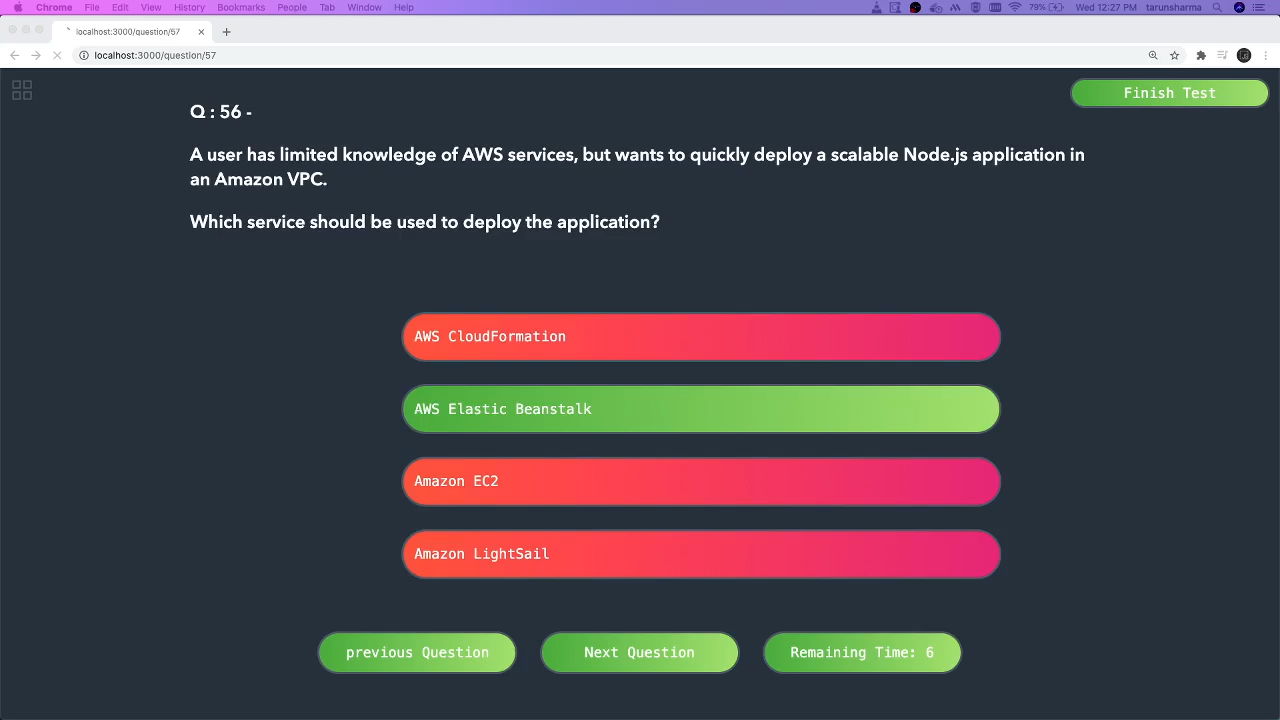 Chrome File Edit View History Bookmarks People Tab Window Help 79% Wed 12:27 PM tarunsharma
localhost:3000/question/57
localhost:3000/question/57
Finish Test
Q : 56 -
A user has limited knowledge of AWS services, but wants to quickly deploy a scalable Node.js application in
an Amazon VPC.
Which service should be used to deploy the application?
AWS CloudFormation
AWS Elastic Beanstalk
Amazon EC2
Amazon LightSail
previous Question Next Question Remaining Time: 6